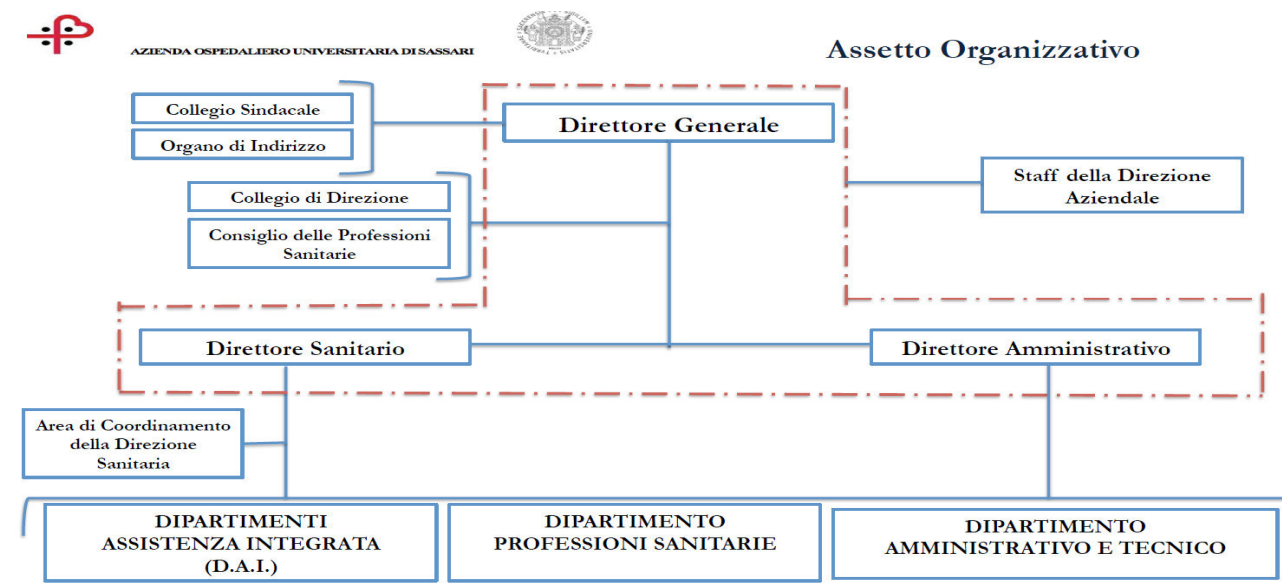 AZIENDA OSPEDALIERO UNIVERSITARIA DI SASSARI
Assetto Organizzativo
Collegio Sindacale
Organo di Indirizzo
Direttore Generale
Collegio di Direzione
Consiglio delle Professioni
Sanitarie
Staff della Direzione
Aziendale
Direttore Sanitario
Direttore Amministrativo
Area di Coordinamento
della Direzione
Sanitaria
DIPARTIMENTI
ASSISTENZA INTEGRATA
(D.A.I.)
DIPARTIMENTO
PROFESSIONI SANITARIE
DIPARTIMENTO
AMMINISTRATIVO E TECNICO